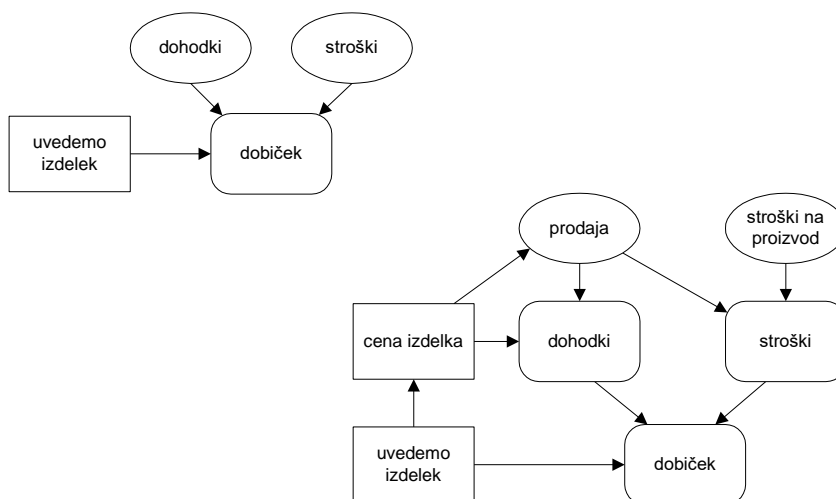 dohodki
stroški
uvedemo
izdelek
dobiček
prodaja
stroški na
proizvod
cena izdelka
dohodki
stroški
uvedemo
izdelek
dobiček